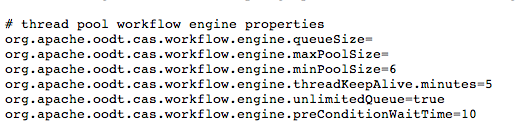 # thread pool workflow engine properties
org.apache.oodt.cas.workflow.engine.queueSize=
org.apache.oodt.cas.workflow.engine.maxPoolSize=
org.apache.oodt.cas.workflow.engine.minPoolSize=6
org.apache.oodt.cas.workflow.engine.threadKeepAlive.minutes=5
org.apache.oodt.cas.workflow.engine.unlimitedQueue=true
org.apache.oodt.cas.workflow.engine.preConditionWaitTime=10